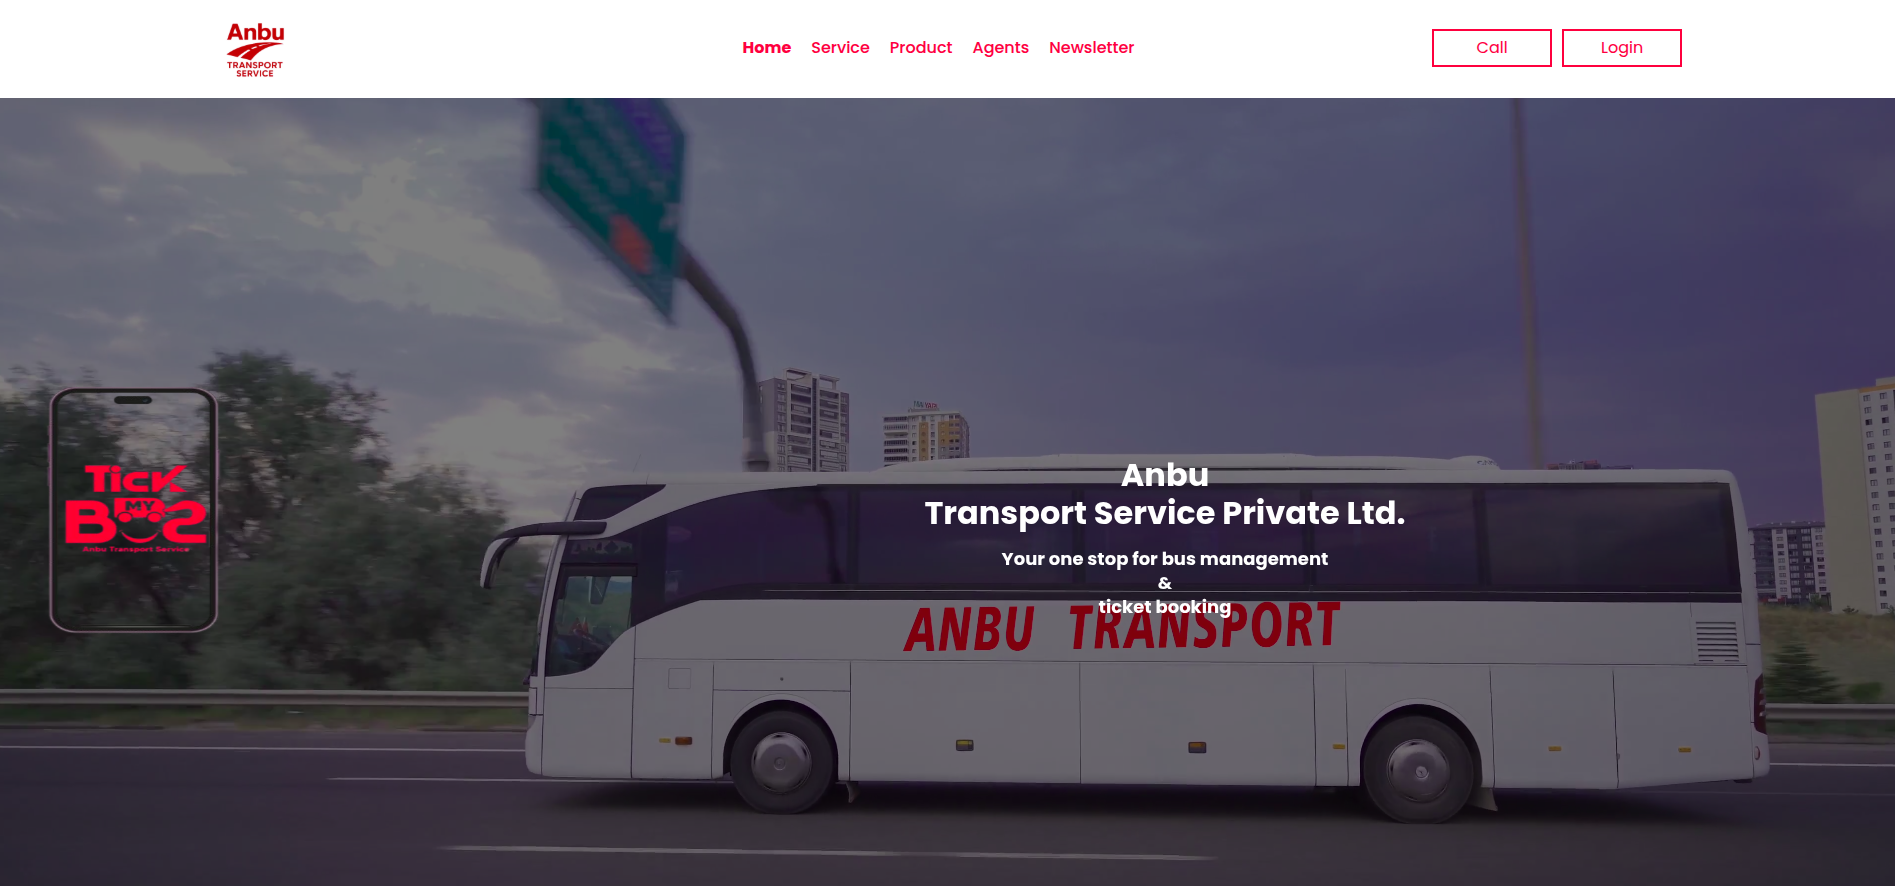 Anbu
TRANSPORT
SERVICE
Home
Service
Product
Agents
Newsletter
Call
Login
Tick
MY
BUS
Anbu Transport Service
Anbu
Transport Service Private Ltd.
Your one stop for bus management
&
ticket booking
ANBU TRANSPORT